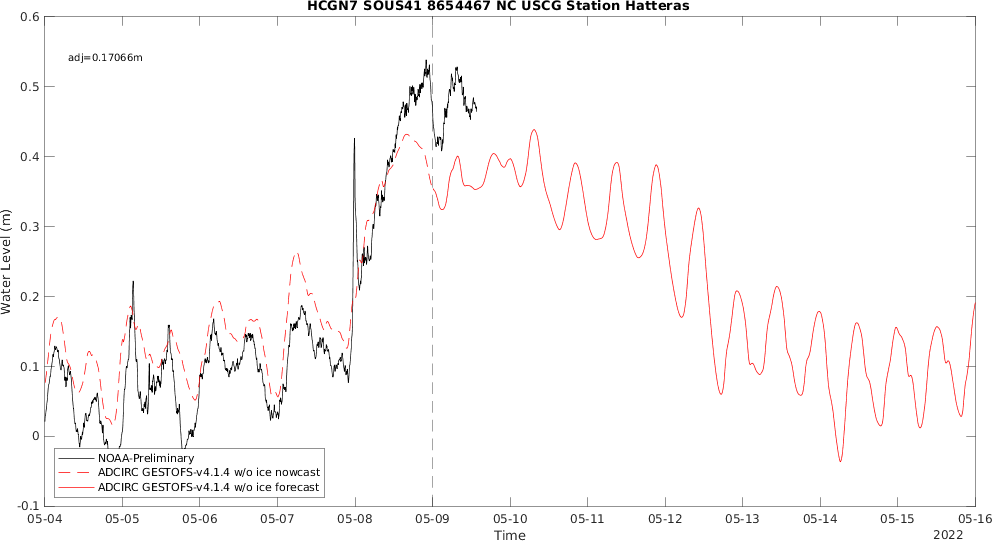 HCGN7 SOUS41 8654467 NC USCG Station Hatteras
0.6
adj=0.17066m
0.5
0.4
0.3
Water Level (m)
0.2
0.1
0
NOAA-Preliminary
ADCIRC GESTOFS-v4.1.4 w/o ice nowcast
ADCIRC GESTOFS-v4.1.4 w/o ice forecast
-0.1
05-04 05-05 05-06 05-07 05-08 05-09 05-10 05-11 05-12 05-13 05-14 05-15 05-16
Time
2022